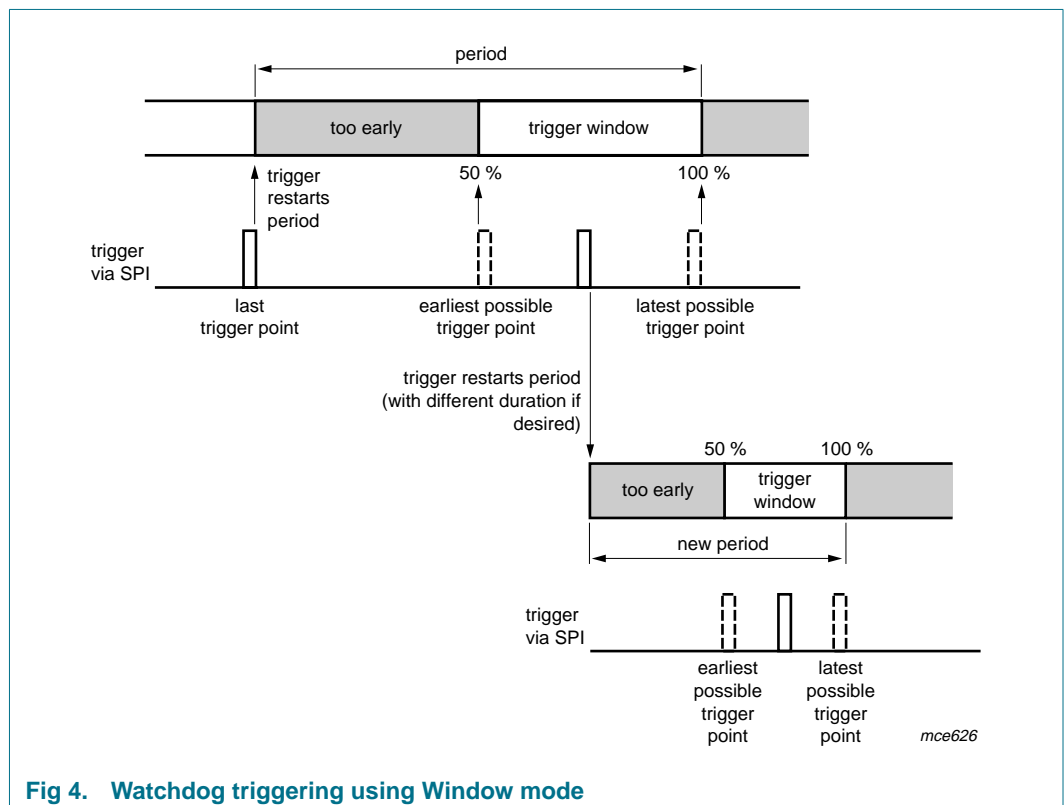 period
too early
trigger window
trigger
restarts
period
50 %
100 %
trigger
via SPI
last
trigger point
earliest possible
trigger point
latest possible
trigger point
trigger restarts period
(with different duration if
desired)
50 %
100 %
too early
trigger
window
new period
trigger
via SPI
earliest
possible
trigger
point
latest
possible
trigger
point
mce626
Fig 4. Watchdog triggering using Window mode